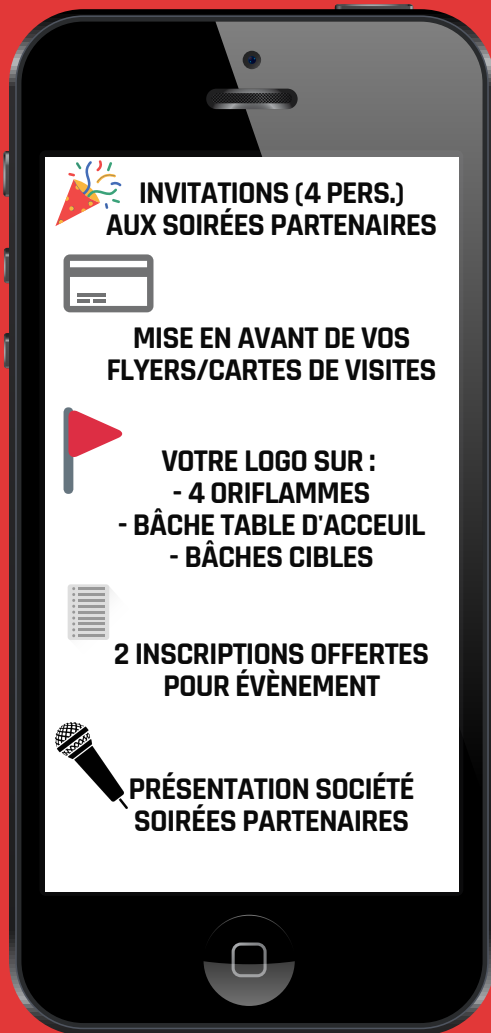 INVITATIONS (4 PERS.)
AUX SOIRÉES PARTENAIRES
MISE EN AVANT DE VOS
FLYERS/CARTES DE VISITES
VOTRE LOGO SUR :
- 4 ORIFLAMMES
- BÂCHE TABLE D'ACCEUIL
- BÂCHES CIBLES
2 INSCRIPTIONS OFFERTES
POUR ÉVÈNEMENT
PRÉSENTATION SOCIÉTÉ
SOIRÉES PARTENAIRES